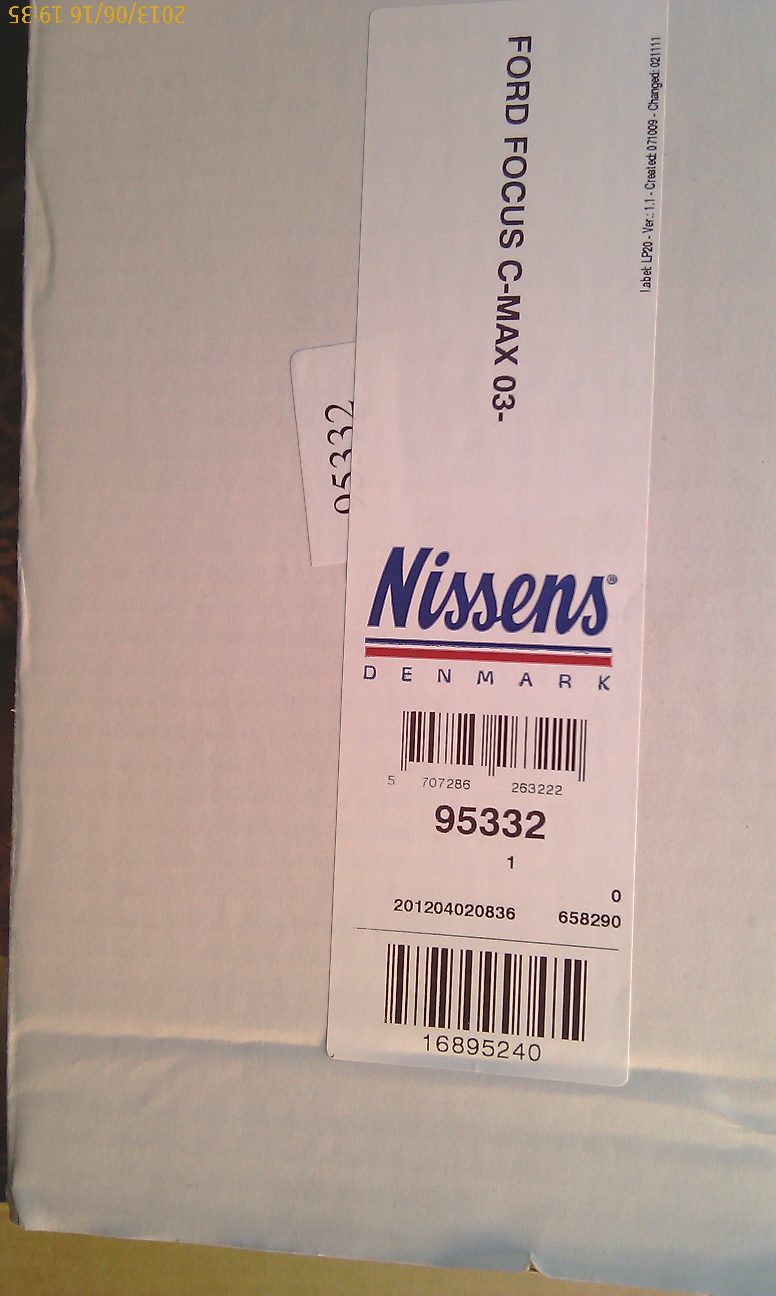 2013/06/16 19:35
Label: LP20 - Ver.: 1.1 - Created: 071009 - Changed: 021111
FORD FOCUS C-MAX 03-
95332
Nissens®
DENMARK
5 707286 263222
95332
1
0
201204020836 658290
16895240